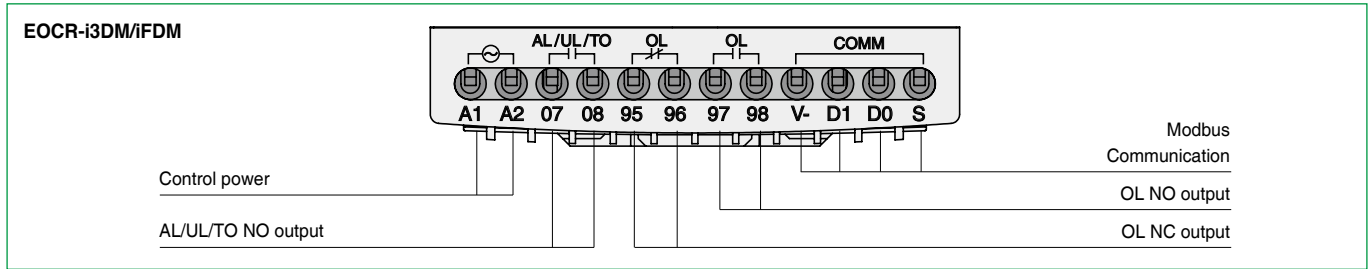 EOCR-i3DM/iFDM
AL/UL/TO OL OL COMM
A1 A2 07 08 95 96 97 98 V- D1 D0 S
Modbus
Communication
Control power
OL NO output
AL/UL/TO NO output
OL NC output